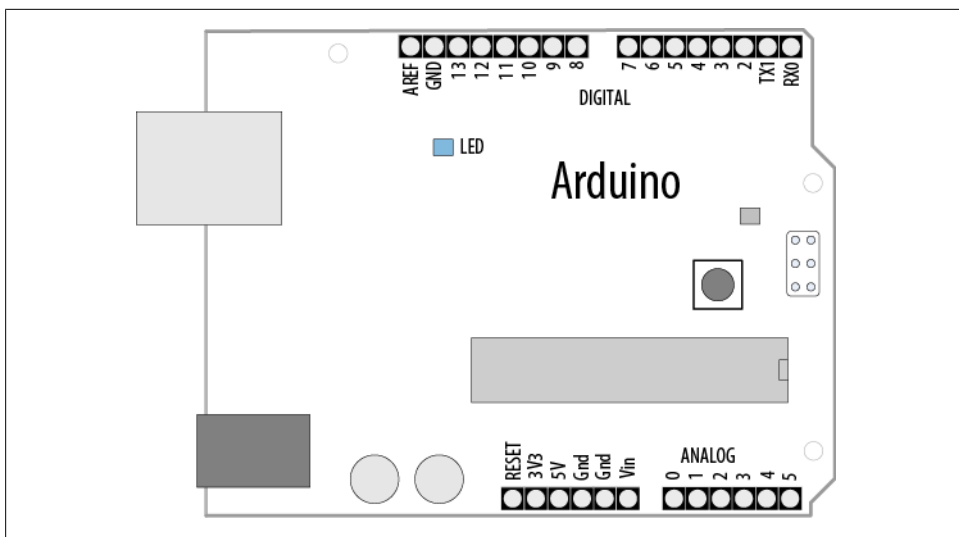 AREF GND 13 12 11 10 9 8 7 6 5 4 3 2 TX1 RX0
DIGITAL
LED
Arduino
RESET 3V3 5V Gnd Gnd Vin
ANALOG
0 1 2 3 4 5